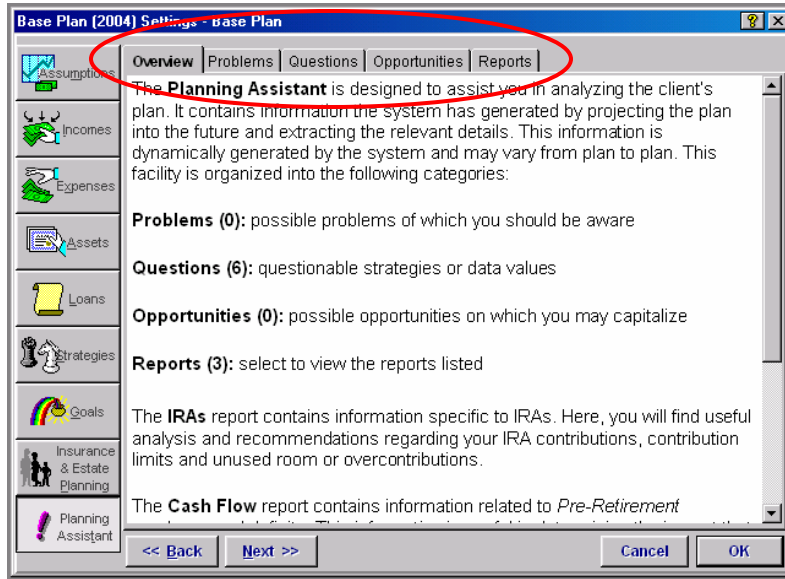 Base Plan (2004) Settings - Base Plan
Assumptions
Incomes
Expenses
Assets
Loans
Strategies
Goals
Insurance
& Estate
Planning
Planning
Assistant
Overview Problems Questions Opportunities Reports
The Planning Assistant is designed to assist you in analyzing the client's
plan. It contains information the system has generated by projecting the plan
into the future and extracting the relevant details. This information is
dynamically generated by the system and may vary from plan to plan. This
facility is organized into the following categories:
Problems (0): possible problems of which you should be aware
Questions (6): questionable strategies or data values
Opportunities (0): possible opportunities on which you may capitalize
Reports (3): select to view the reports listed
The IRAs report contains information specific to IRAs. Here, you will find useful
analysis and recommendations regarding your IRA contributions, contribution
limits and unused room or overcontributions.
The Cash Flow report contains information related to Pre-Retirement
<< Back Next >> Cancel OK